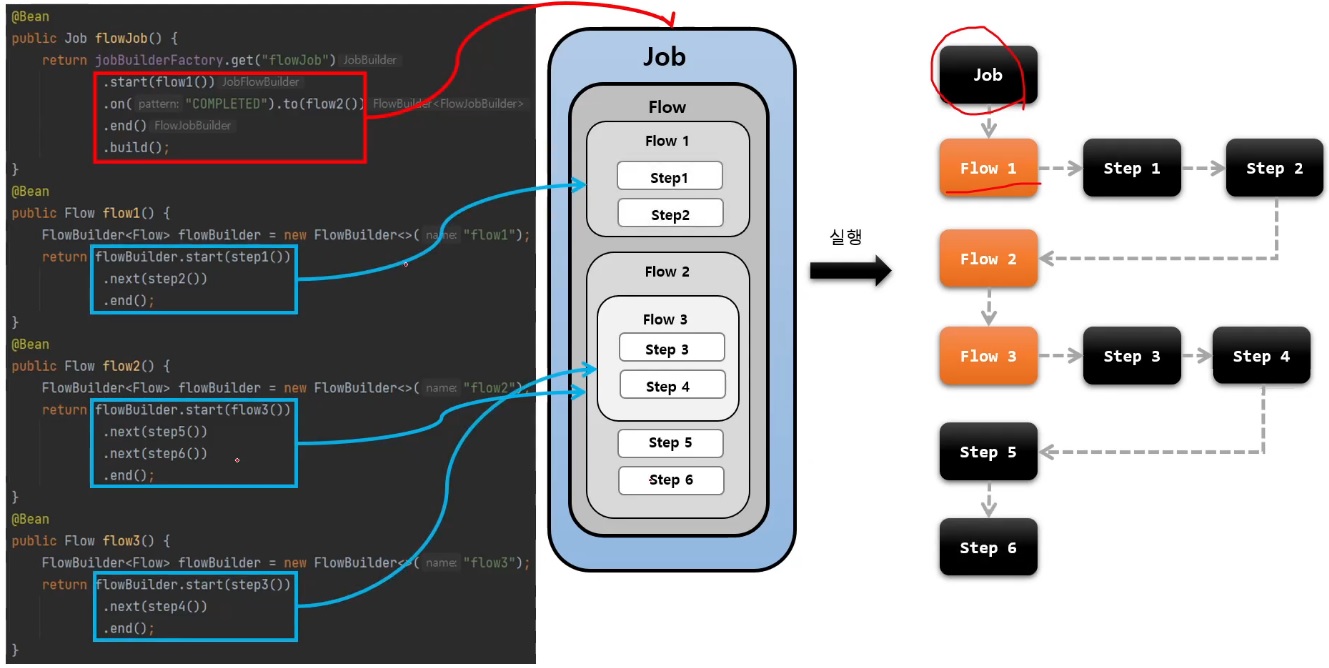 @Bean
public Job flowJob() {
return jobBuilderFactory.get("flowJob") JobBuilder
.start(flow1()) JobFlowBuilder
.on( pattern: "COMPLETED").to(flow2()) FlowBuilder<FlowJobBuilder>
.end() FlowJobBuilder
.build();
}
@Bean
public Flow flow1() {
FlowBuilder<Flow> flowBuilder = new FlowBuilder<>( name: "flow1");
return flowBuilder.start(step1())
.next(step2())
.end();
}
@Bean
public Flow flow2() {
FlowBuilder<Flow> flowBuilder = new FlowBuilder<>( name: "flow2");
return flowBuilder.start(flow3())
.next(step5())
.next(step6())
.end();
}
@Bean
public Flow flow3() {
FlowBuilder<Flow> flowBuilder = new FlowBuilder<>( name: "flow3");
return flowBuilder.start(step3())
.next(step4())
.end();
}
Job
Flow
Flow 1
Step1
Step2
Flow 2
Flow 3
Step 3
Step 4
Step 5
Step 6
실행
Job
Flow 1
Step 1
Step 2
Flow 2
Flow 3
Step 3
Step 4
Step 5
Step 6